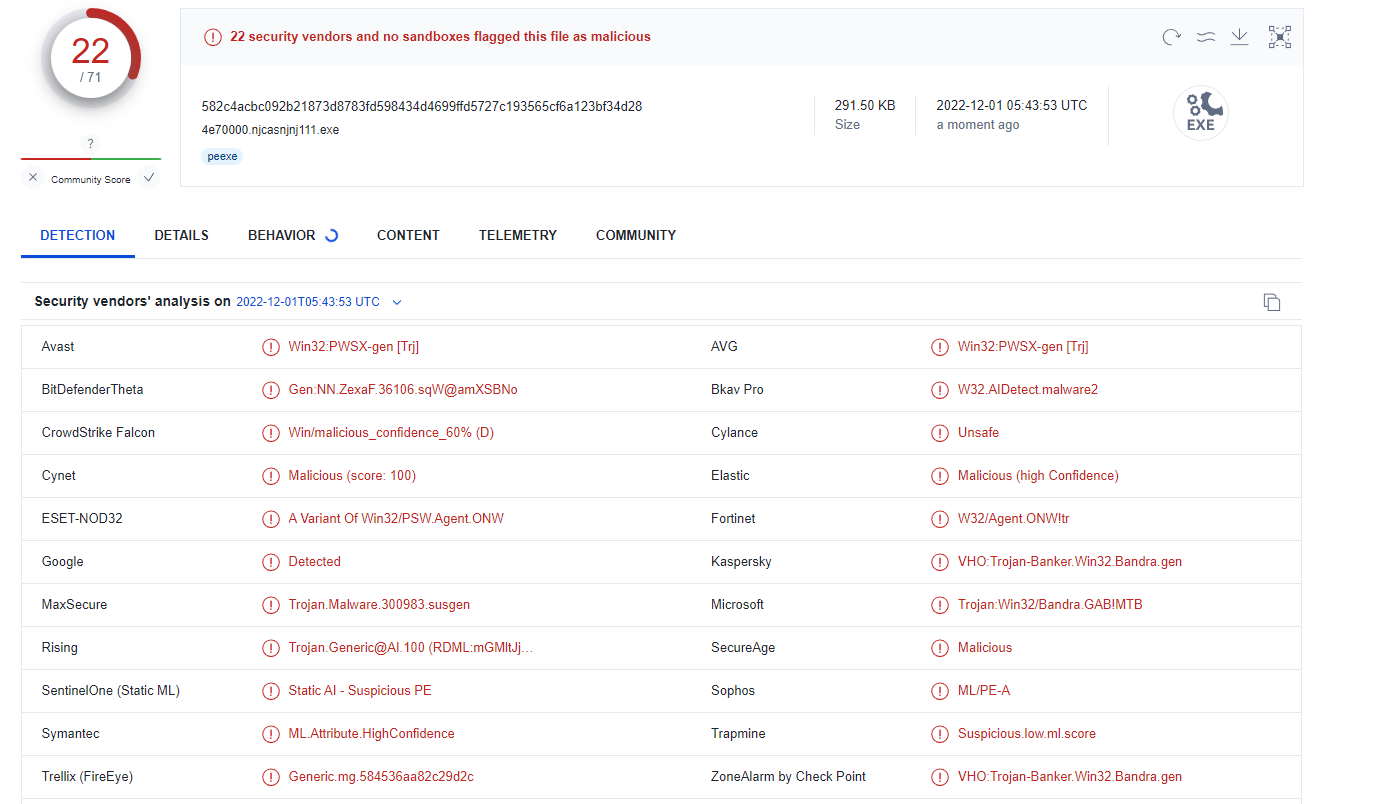 22
/ 71
?
Community Score
22 security vendors and no sandboxes flagged this file as malicious
582c4acbc092b21873d8783fd598434d4699ffd5727c193565cf6a123bf34d28
4e70000.njcasnjnj111.exe
peexe
291.50 KB
Size
2022-12-01 05:43:53 UTC
a moment ago
EXE
DETECTION DETAILS BEHAVIOR CONTENT TELEMETRY COMMUNITY
Security vendors' analysis on 2022-12-01T05:43:53 UTC
Avast Win32:PWSX-gen [Trj] AVG Win32:PWSX-gen [Trj]
BitDefenderTheta Gen:NN.ZexaF.36106.sqW@amXSBNo Bkav Pro W32.AIDetect.malware2
CrowdStrike Falcon Win/malicious_confidence_60% (D) Cylance Unsafe
Cynet Malicious (score: 100) Elastic Malicious (high Confidence)
ESET-NOD32 A Variant Of Win32/PSW.Agent.ONW Fortinet W32/Agent.ONW!tr
Google Detected Kaspersky VHO:Trojan-Banker.Win32.Bandra.gen
MaxSecure Trojan.Malware.300983.susgen Microsoft Trojan:Win32/Bandra.GAB!MTB
Rising Trojan.Generic@AI.100 (RDML:mGMltJj... SecureAge Malicious
SentinelOne (Static ML) Static AI - Suspicious PE Sophos ML/PE-A
Symantec ML.Attribute.HighConfidence Trapmine Suspicious.low.ml.score
Trellix (FireEye) Generic.mg.584536aa82c29d2c ZoneAlarm by Check Point VHO:Trojan-Banker.Win32.Bandra.gen